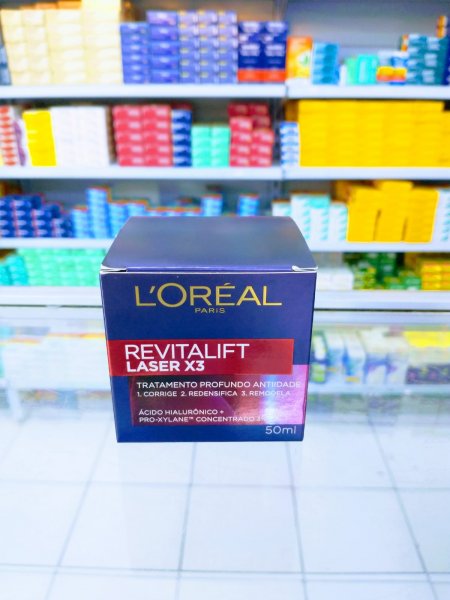 L'ORÉAL
PARIS
REVITALIFT
LASER X3
TRATAMENTO PROFUNDO ANTIIDADE
1. CORRIGE 2. REDENSIFICA 3. REMODELA
ÁCIDO HIALURÔNICO +
PRO-XYLANE™ CONCENTRADO 3%
50ml